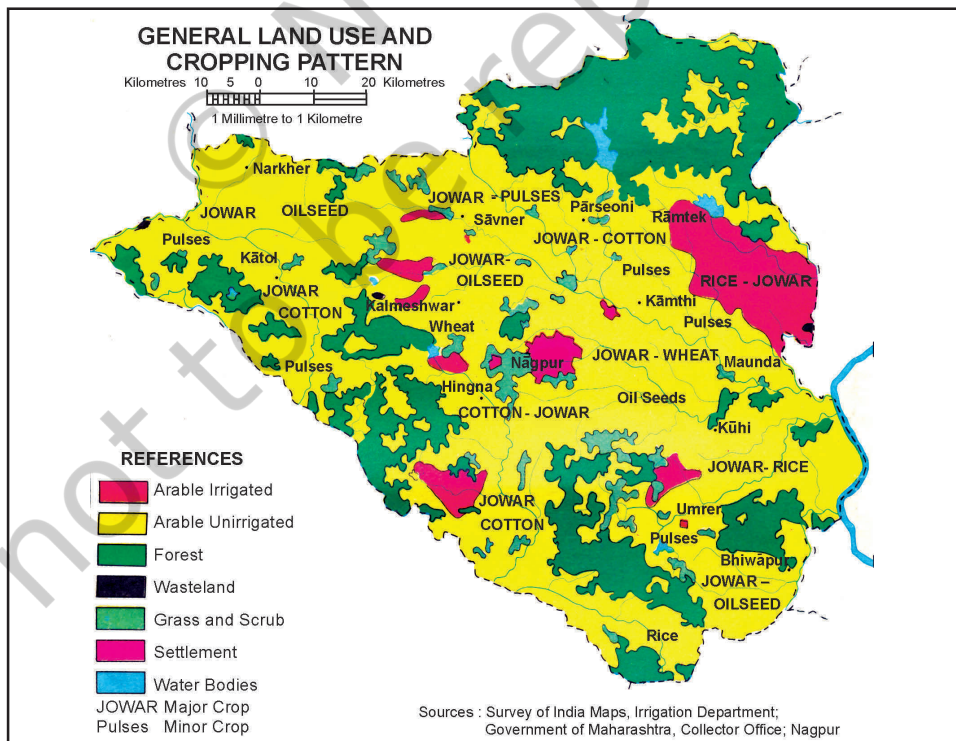 GENERAL LAND USE AND
CROPPING PATTERN
Kilometres 10 5 0 10 20 Kilometres
1 Millimetre to 1 Kilometre
Narkher
JOWAR
OILSEED
JOWAR - PULSES
Sāvner
Pārseoni
Rāmtek
Pulses
Kātol
JOWAR - COTTON
JOWAR-
OILSEED
Pulses
RICE - JOWAR
JOWAR
COTTON
Kalmeshwar
Kāmthi
Wheat
Pulses
Pulses
Nāgpur
JOWAR - WHEAT
Maunda
Hingna
COTTON - JOWAR
Oil Seeds
Kūhi
JOWAR- RICE
JOWAR
COTTON
Umrer
Pulses
Bhiwāpur
JOWAR –
OILSEED
Rice
REFERENCES
Arable Irrigated
Arable Unirrigated
Forest
Wasteland
Grass and Scrub
Settlement
Water Bodies
JOWAR Major Crop
Pulses Minor Crop
Sources : Survey of India Maps, Irrigation Department;
Government of Maharashtra, Collector Office; Nagpur
© N
not to be rep